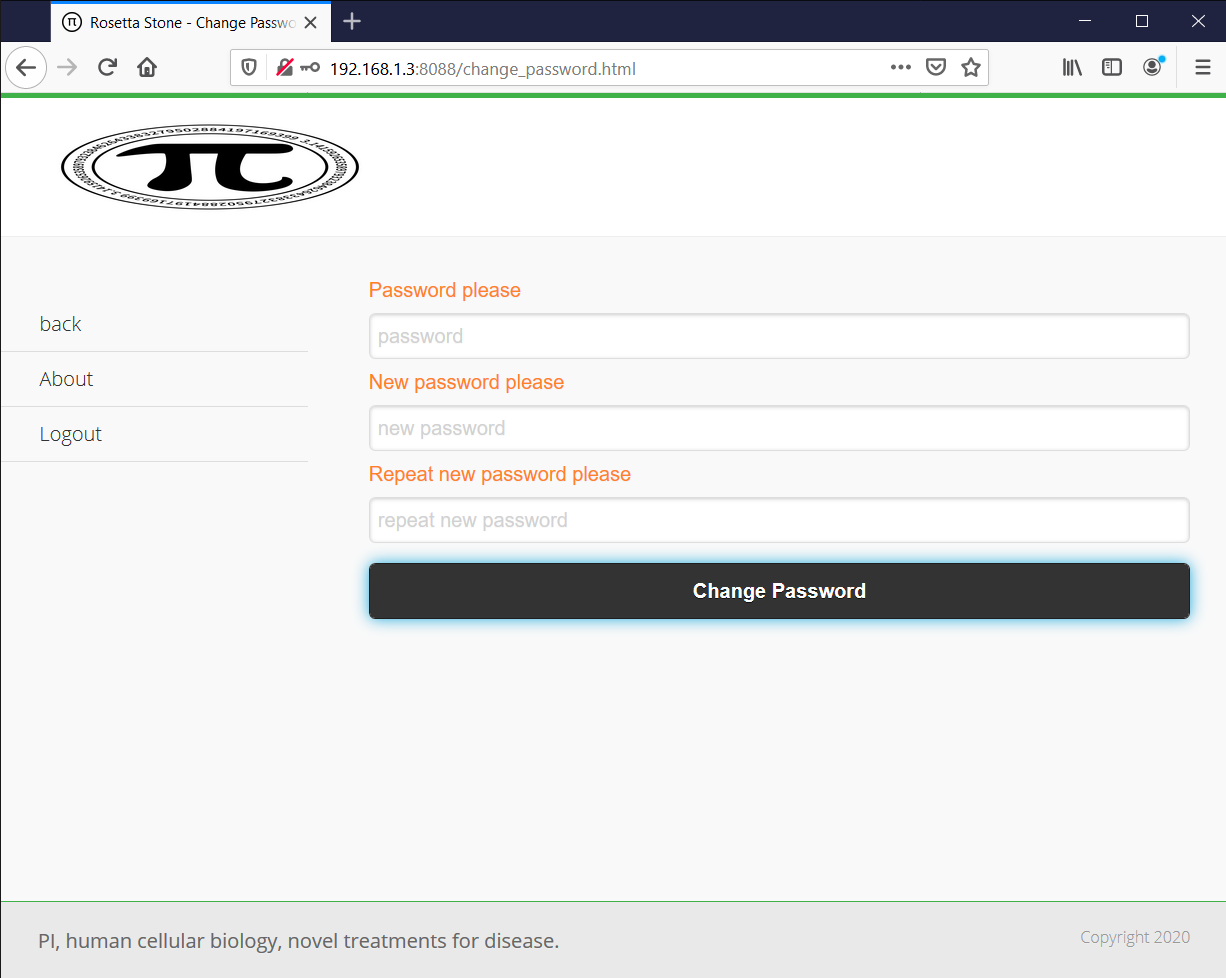 Rosetta Stone - Change Passwo
192.168.1.3:8088/change_password.html
π
back
About
Logout
Password please
password
New password please
new password
Repeat new password please
repeat new password
Change Password
PI, human cellular biology, novel treatments for disease.
Copyright 2020